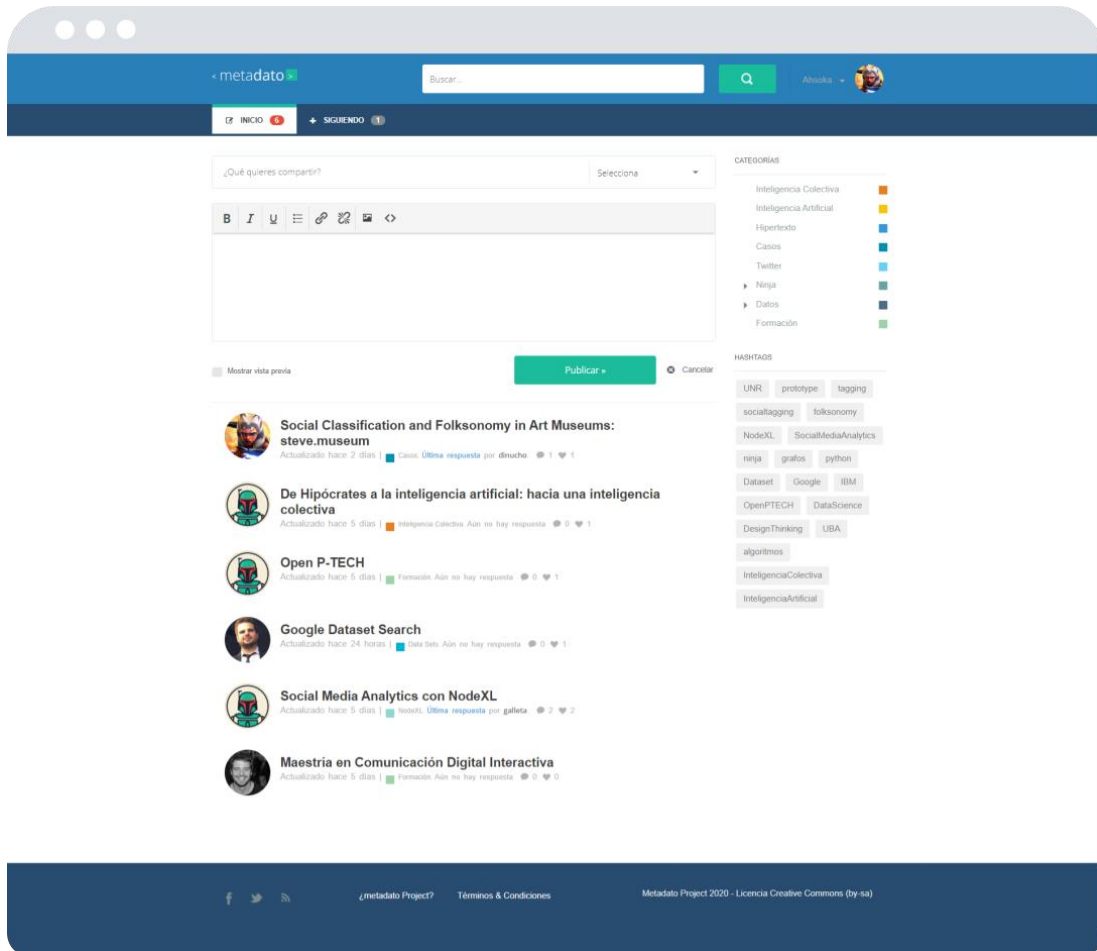 <metadato>
Buscar...
Ahsoka
INICIO 6
SIGUIENDO 1
¿Qué quieres compartir?
Selecciona
B I U
Mostrar vista previa
Publicar »
Cancelar
Social Classification and Folksonomy in Art Museums:
steve.museum
Actualizado hace 2 días | Casos. Última respuesta por dinucho. 1 1
De Hipócrates a la inteligencia artificial: hacia una inteligencia
colectiva
Actualizado hace 5 días | Inteligencia Colectiva. Aún no hay respuesta 0 1
Open P-TECH
Actualizado hace 5 días | Formación. Aún no hay respuesta 0 1
Google Dataset Search
Actualizado hace 24 horas | Data Sets. Aún no hay respuesta 0 1
Social Media Analytics con NodeXL
Actualizado hace 5 días | NodeXL. Última respuesta por galleta. 2 2
Maestría en Comunicación Digital Interactiva
Actualizado hace 5 días | Formación. Aún no hay respuesta 0 0
CATEGORÍAS
Inteligencia Colectiva
Inteligencia Artificial
Hipertexto
Casos
Twitter
Ninja
Datos
Formación
HASHTAGS
UNR prototype tagging
socialtagging folksonomy
NodeXL SocialMediaAnalytics
ninja grafos python
Dataset Google IBM
OpenPTECH DataScience
DesignThinking UBA
algoritmos
InteligenciaColectiva
InteligenciaArtificial
¿metadato Project? Términos & Condiciones Metadato Project 2020 - Licencia Creative Commons (by-sa)